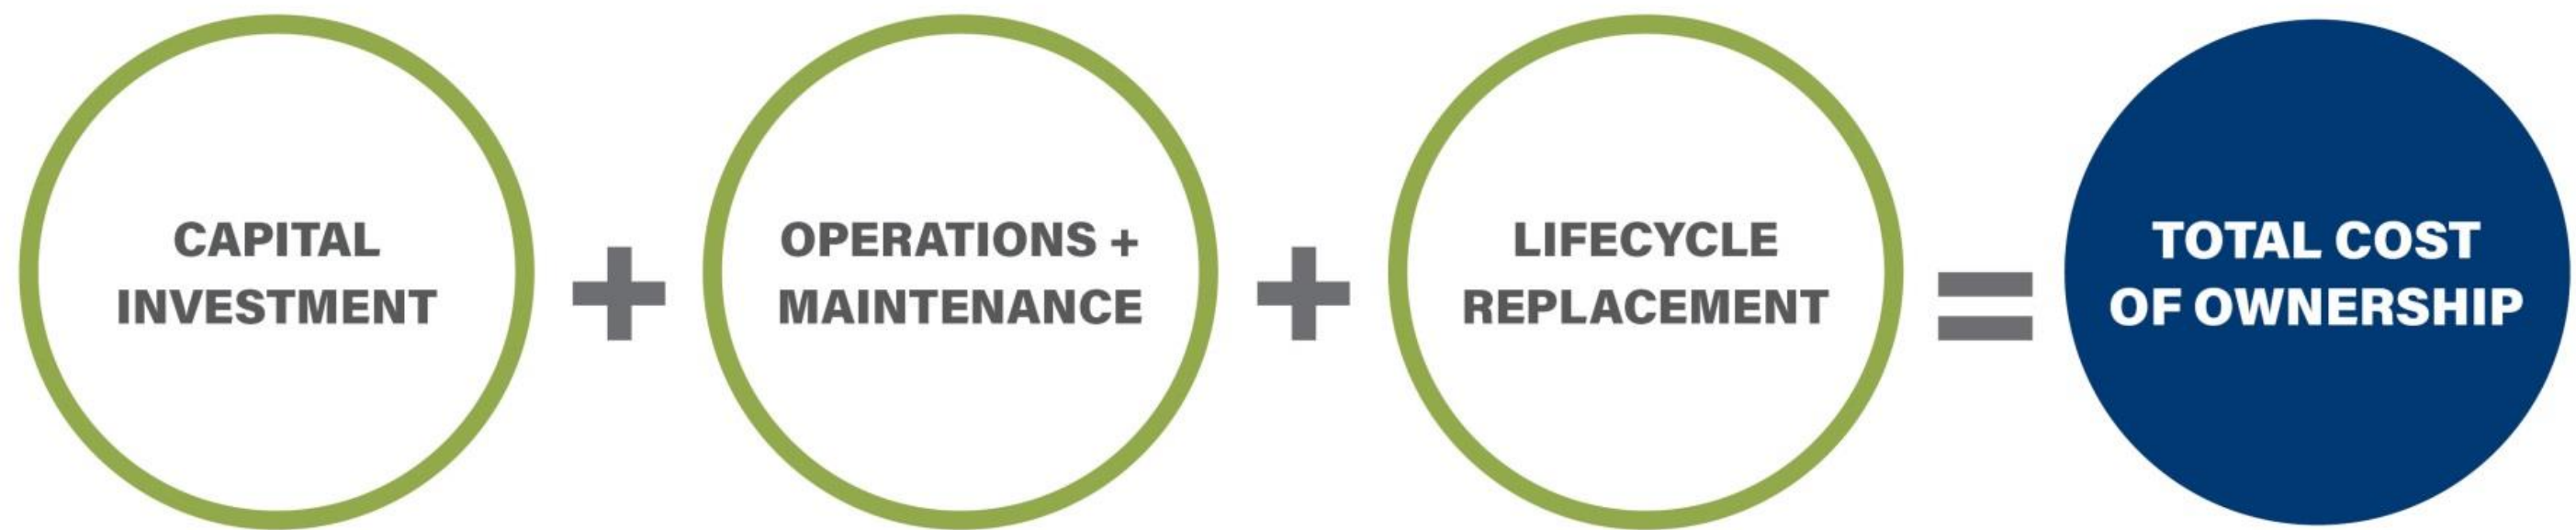 CAPITAL
INVESTMENT
+
OPERATIONS +
MAINTENANCE
+
LIFECYCLE
REPLACEMENT
=
TOTAL COST
OF OWNERSHIP